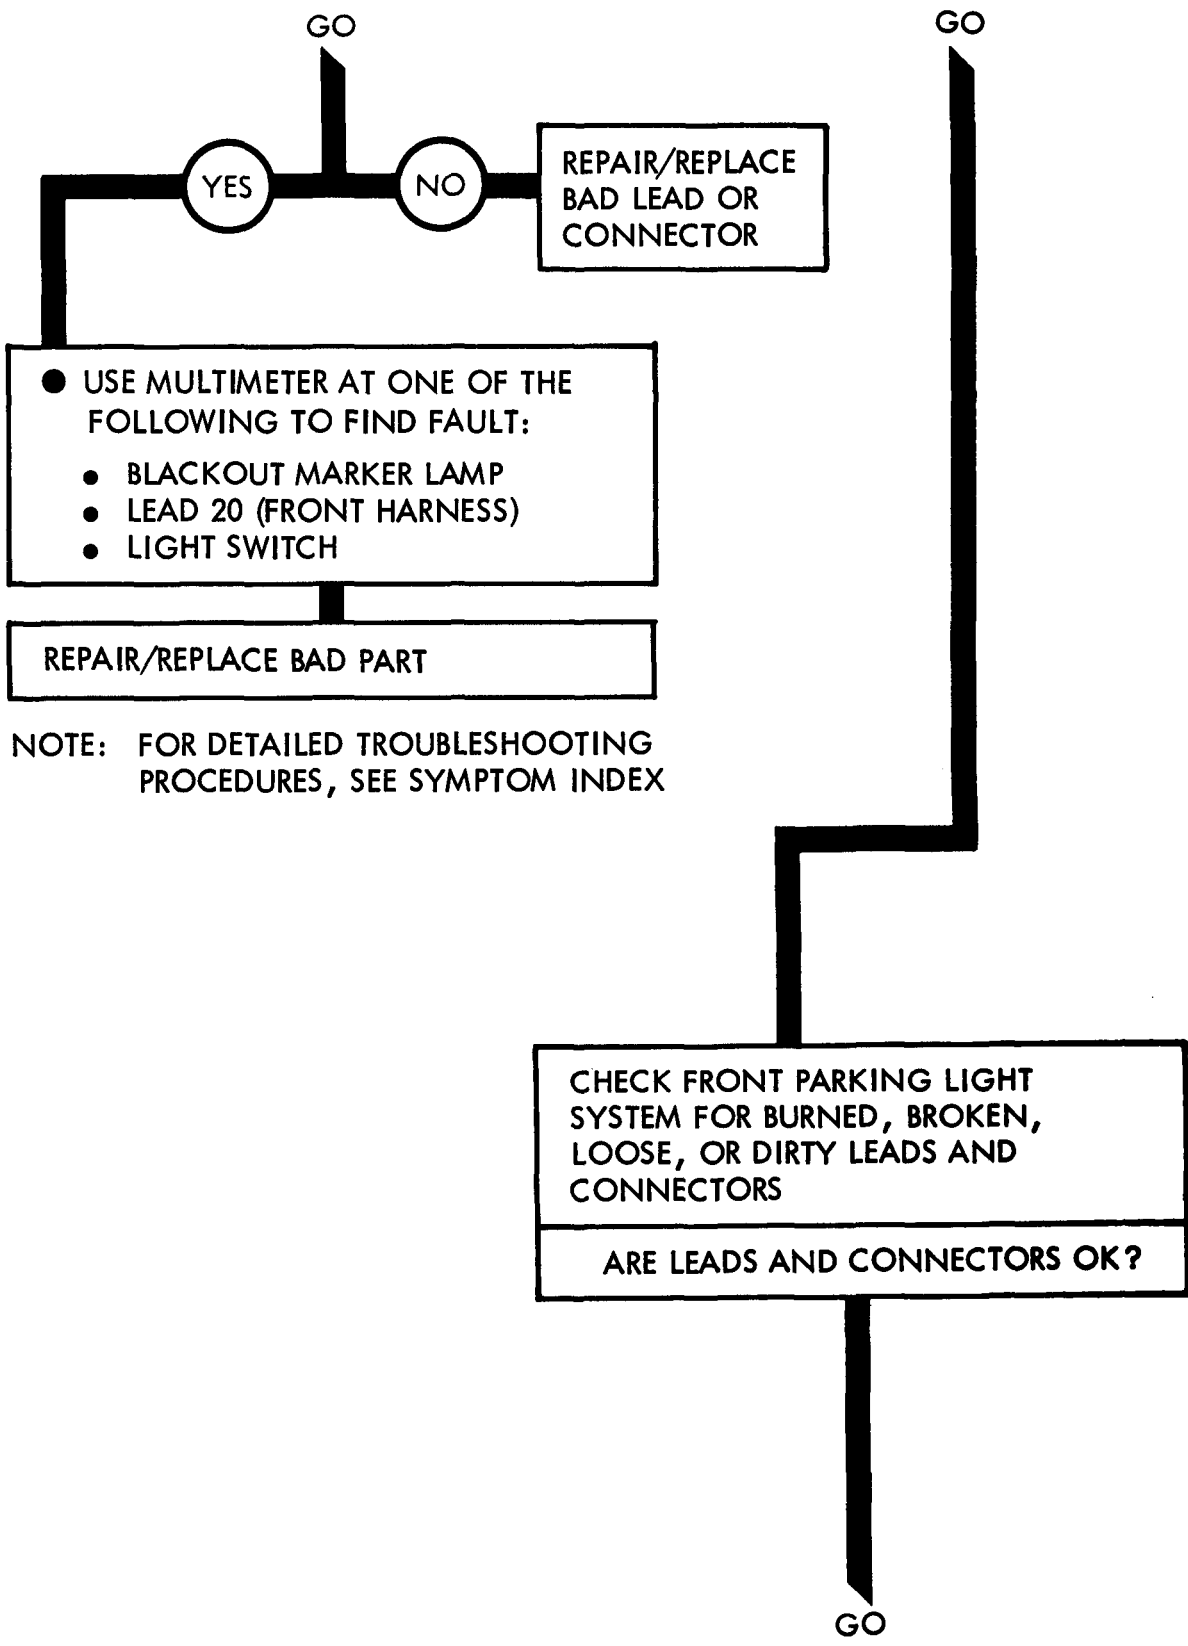 GO
GO
YES
NO
REPAIR/REPLACE
BAD LEAD OR
CONNECTOR
● USE MULTIMETER AT ONE OF THE
FOLLOWING TO FIND FAULT:
● BLACKOUT MARKER LAMP
● LEAD 20 (FRONT HARNESS)
● LIGHT SWITCH
REPAIR/REPLACE BAD PART
NOTE: FOR DETAILED TROUBLESHOOTING
PROCEDURES, SEE SYMPTOM INDEX
CHECK FRONT PARKING LIGHT
SYSTEM FOR BURNED, BROKEN,
LOOSE, OR DIRTY LEADS AND
CONNECTORS
ARE LEADS AND CONNECTORS OK?
GO